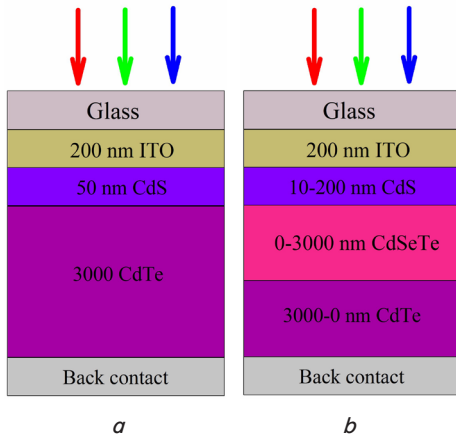 Glass
200 nm ITO
50 nm CdS
3000 CdTe
Back contact
a
Glass
200 nm ITO
10-200 nm CdS
0-3000 nm CdSeTe
3000-0 nm CdTe
Back contact
b